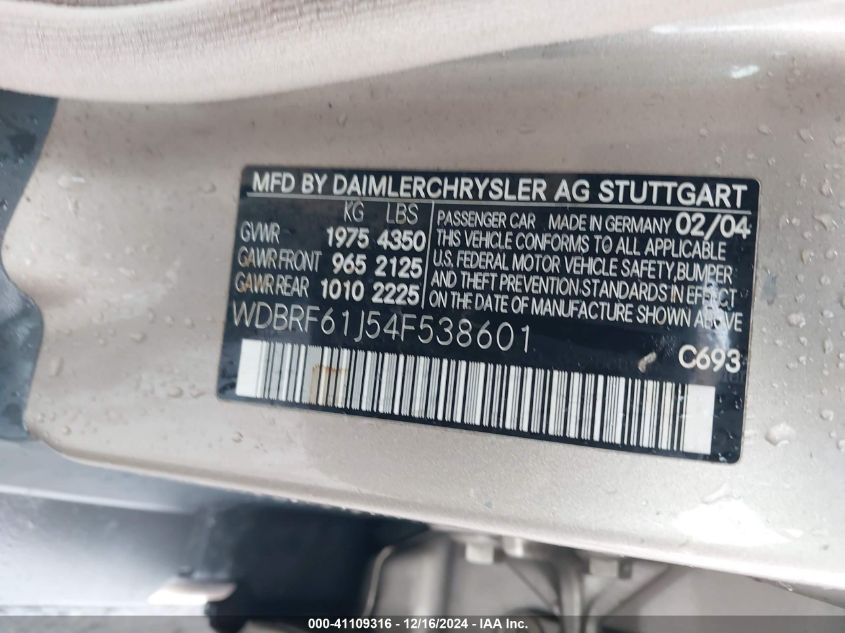 MFD BY DAIMLERCHRYSLER AG STUTTGART
KG LBS
GVWR 1975 4350
GAWR FRONT 965 2125
GAWR REAR 1010 2225
PASSENGER CAR MADE IN GERMANY 02/04
THIS VEHICLE CONFORMS TO ALL APPLICABLE
U.S. FEDERAL MOTOR VEHICLE SAFETY,BUMPER
AND THEFT PREVENTION STANDARDS IN EFFECT
ON THE DATE OF MANUFACTURE SHOWN ABOVE
WDBRF61J54F538601
C693
000-41109316 - 12/16/2024 - IAA Inc.